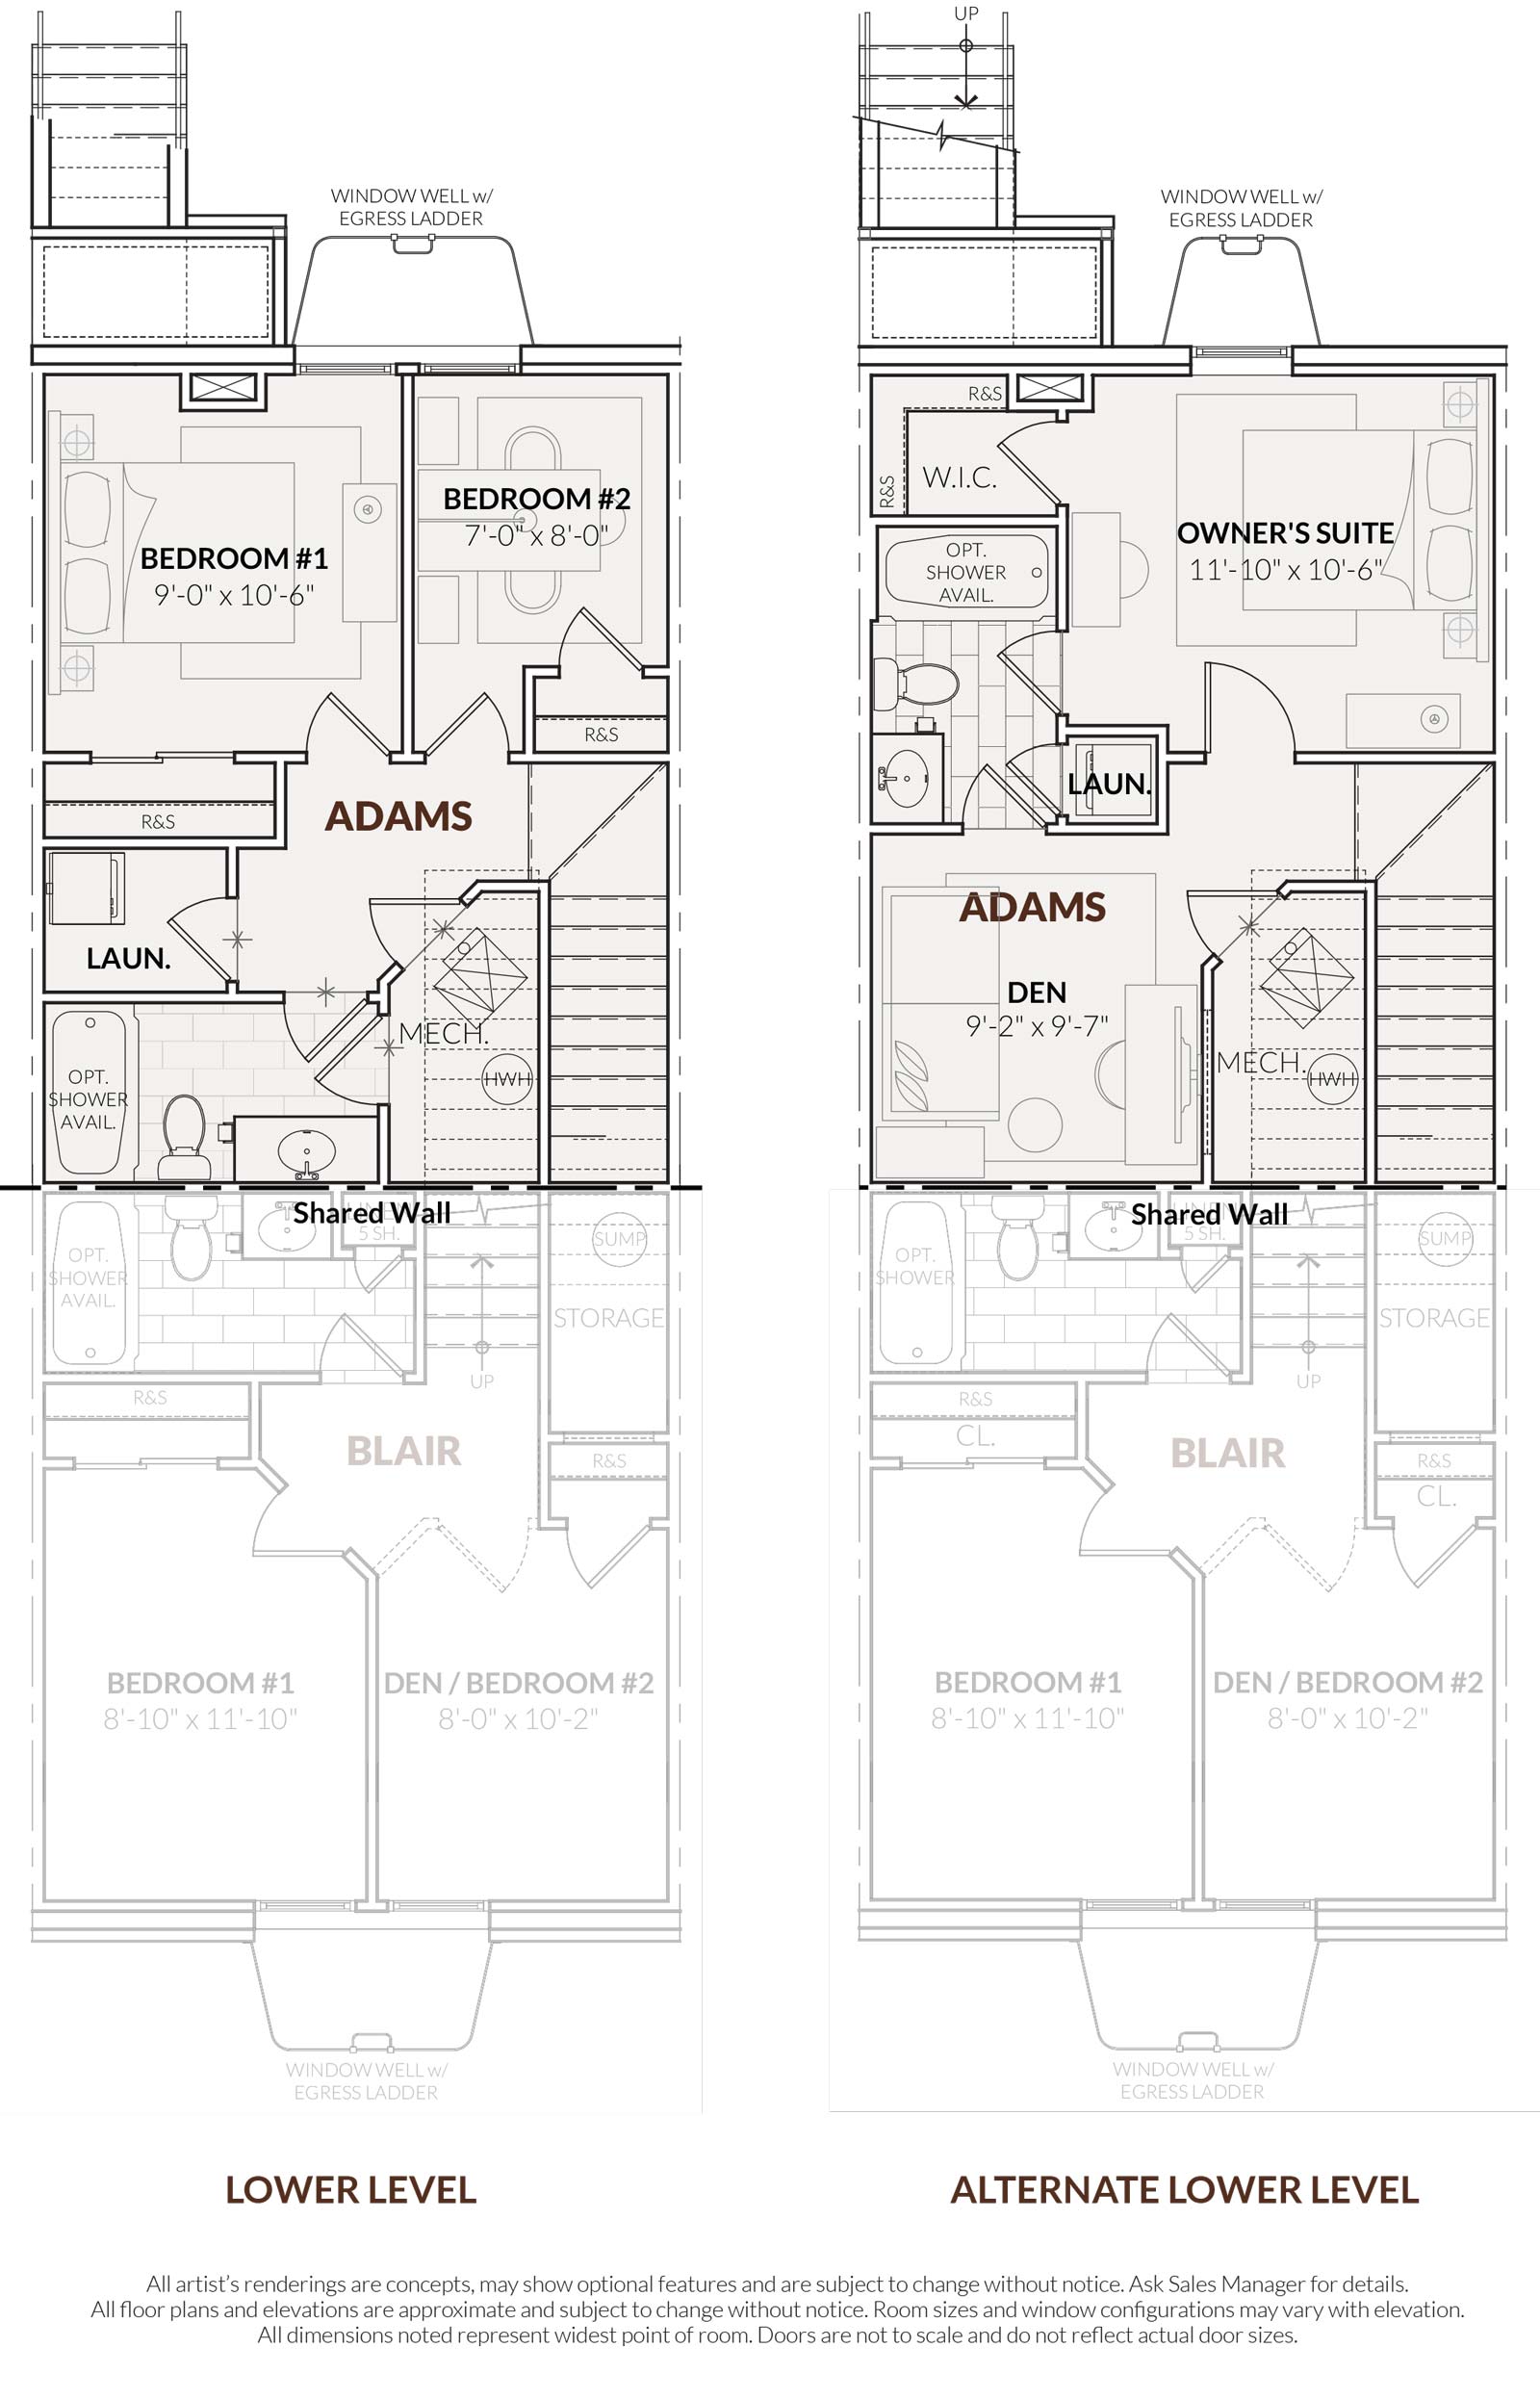 WINDOW WELL w/
EGRESS LADDER
BEDROOM #1
9'-0" x 10'-6"
BEDROOM #2
7'-0" x 8'-0"
R&S
R&S
ADAMS
LAUN.
MECH.
HWH
OPT.
SHOWER
AVAIL.
Shared Wall
5 SH.
OPT.
SHOWER
AVAIL.
SUMP
STORAGE
UP
R&S
BLAIR
R&S
BEDROOM #1
8'-10" x 11'-10"
DEN / BEDROOM #2
8'-0" x 10'-2"
WINDOW WELL w/
EGRESS LADDER
LOWER LEVEL
UP
WINDOW WELL w/
EGRESS LADDER
R&S
R&S
W.I.C.
OWNER'S SUITE
11'-10" x 10'-6"
OPT.
SHOWER
AVAIL.
LAUN.
ADAMS
DEN
9'-2" x 9'-7"
MECH.
HWH
Shared Wall
5 SH.
OPT.
SHOWER
SUMP
STORAGE
UP
R&S
CL.
BLAIR
R&S
CL.
BEDROOM #1
8'-10" x 11'-10"
DEN / BEDROOM #2
8'-0" x 10'-2"
WINDOW WELL w/
EGRESS LADDER
ALTERNATE LOWER LEVEL
All artist’s renderings are concepts, may show optional features and are subject to change without notice. Ask Sales Manager for details.
All floor plans and elevations are approximate and subject to change without notice. Room sizes and window configurations may vary with elevation.
All dimensions noted represent widest point of room. Doors are not to scale and do not reflect actual door sizes.